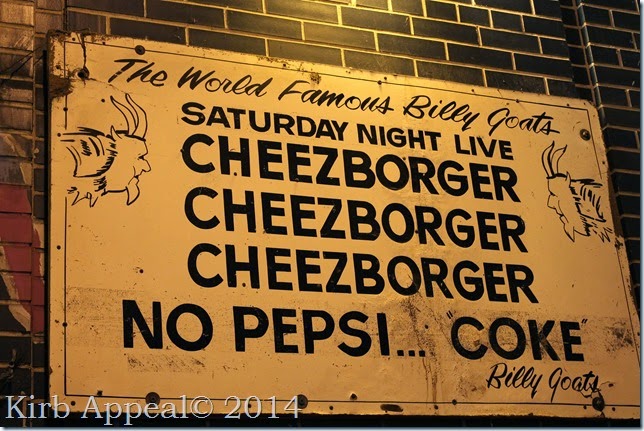 The World Famous Billy Goats
SATURDAY NIGHT LIVE
CHEEZBORGER
CHEEZBORGER
CHEEZBORGER
NO PEPSI... "COKE"
Billy Goats
Kirb Appeal© 2014